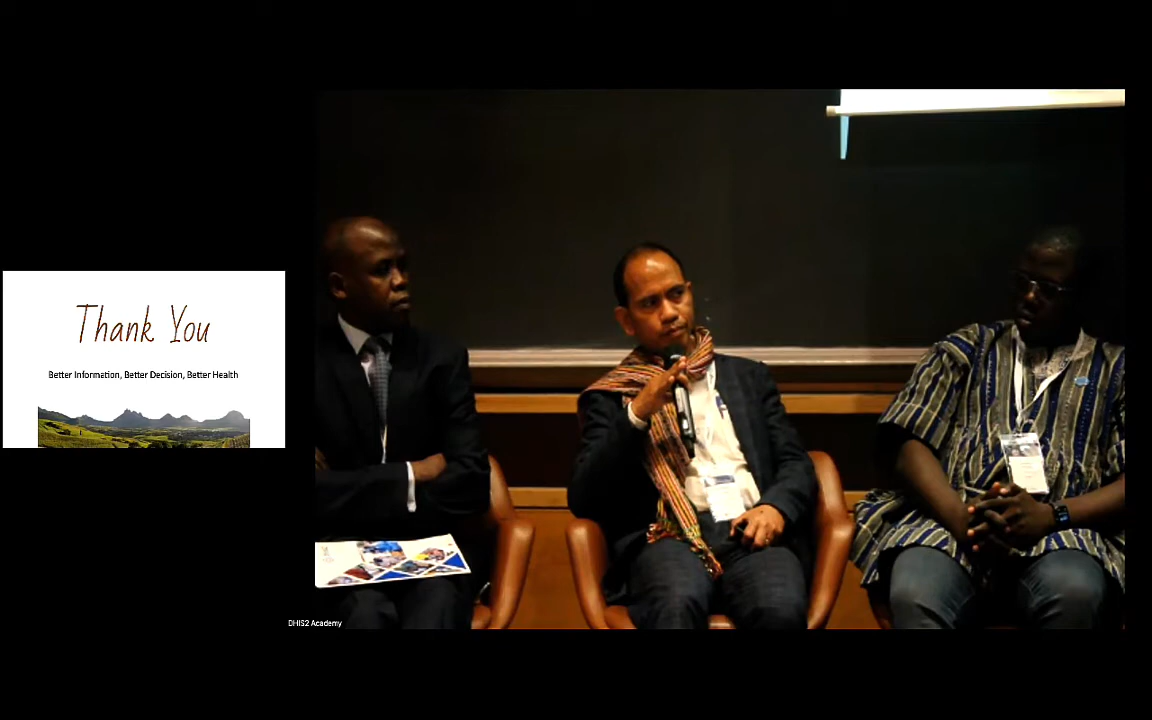 Thank You
Better Information, Better Decision, Better Health
DHIS2 Academy